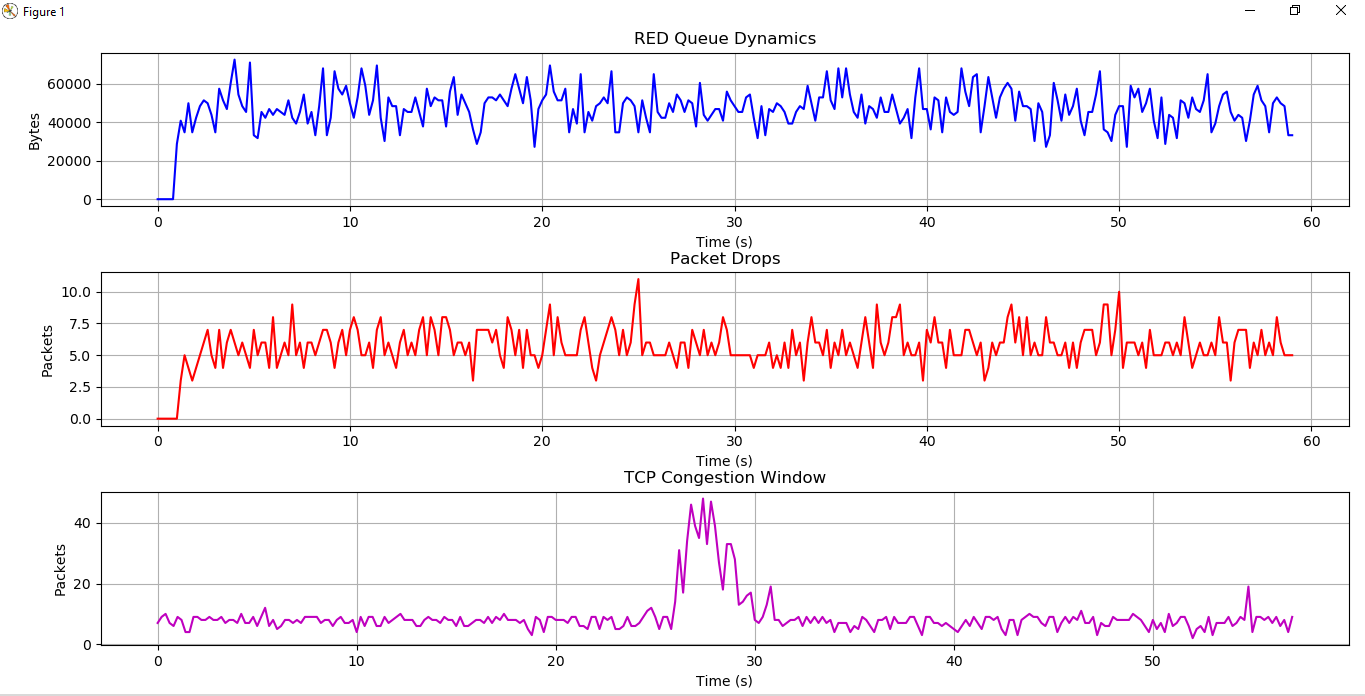 Figure 1
RED Queue Dynamics
Bytes
60000
40000
20000
0
0 10 20 30 40 50 60
Time (s)
Packet Drops
Packets
10.0
7.5
5.0
2.5
0.0
0 10 20 30 40 50 60
Time (s)
TCP Congestion Window
Packets
40
20
0
0 10 20 30 40 50
Time (s)